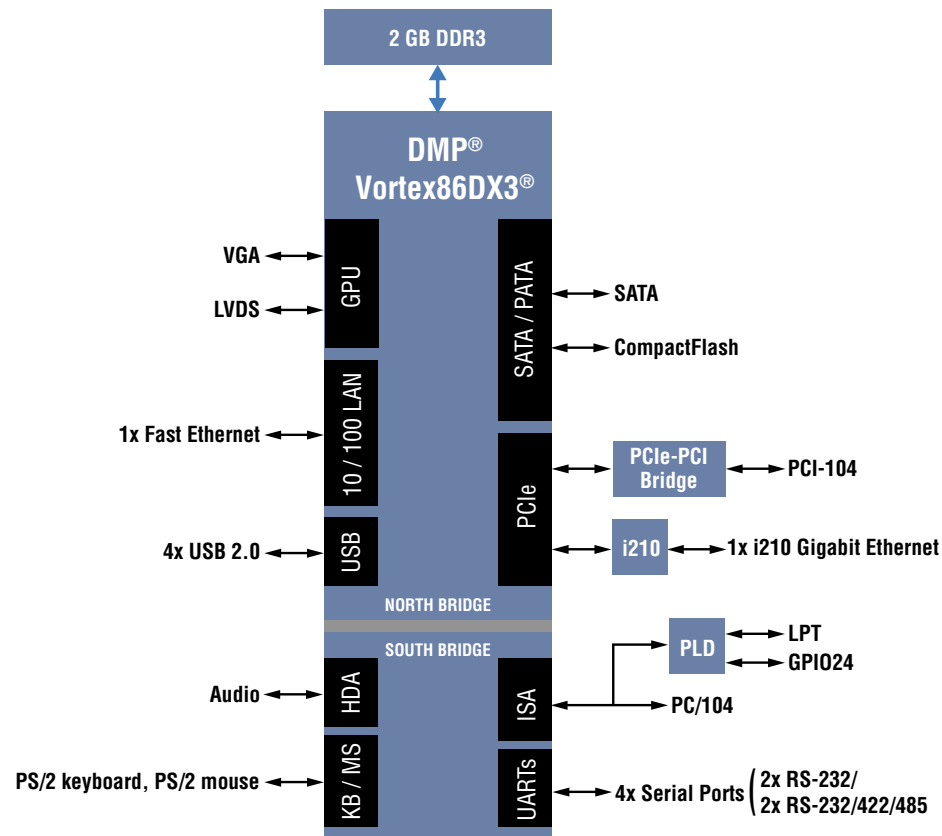 2 GB DDR3
DMP®
Vortex86DX3®
VGA
LVDS
GPU
SATA / PATA
SATA
CompactFlash
1x Fast Ethernet
10 / 100 LAN
PCIe
PCIe-PCI
Bridge
PCI-104
4x USB 2.0
USB
i210
1x i210 Gigabit Ethernet
NORTH BRIDGE
SOUTH BRIDGE
PLD
LPT
GPIO24
Audio
HDA
ISA
PC/104
PS/2 keyboard, PS/2 mouse
KB / MS
UARTs
4x Serial Ports
2x RS-232/
2x RS-232/422/485